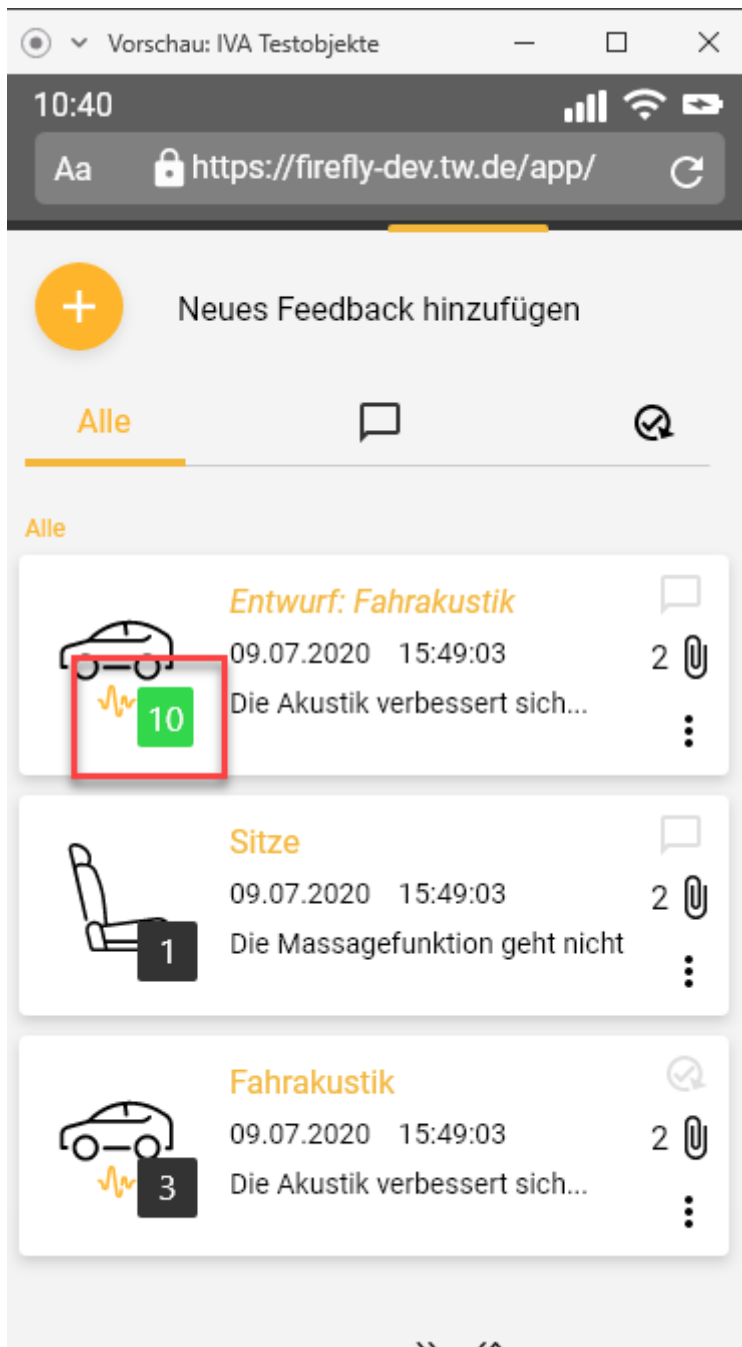 Vorschau: IVA Testobjekte
10:40
Aa https://firefly-dev.tw.de/app/
+ Neues Feedback hinzufügen
Alle
Alle
Entwurf: Fahrakustik
09.07.2020 15:49:03 2
10 Die Akustik verbessert sich...
Sitze
09.07.2020 15:49:03 2
1 Die Massagefunktion geht nicht
Fahrakustik
09.07.2020 15:49:03 2
3 Die Akustik verbessert sich...